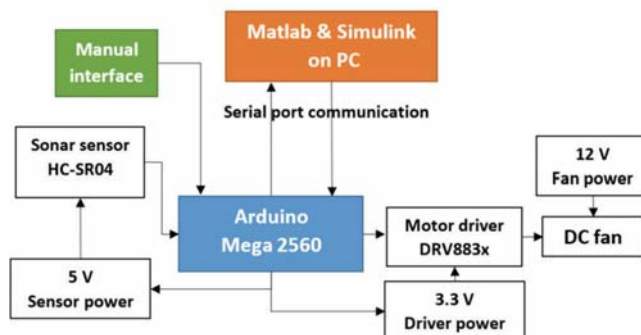 Manual
interface
Matlab & Simulink
on PC
Serial port communication
Sonar sensor
HC-SR04
12 V
Fan power
Arduino
Mega 2560
Motor driver
DRV883x
DC fan
5 V
Sensor power
3.3 V
Driver power